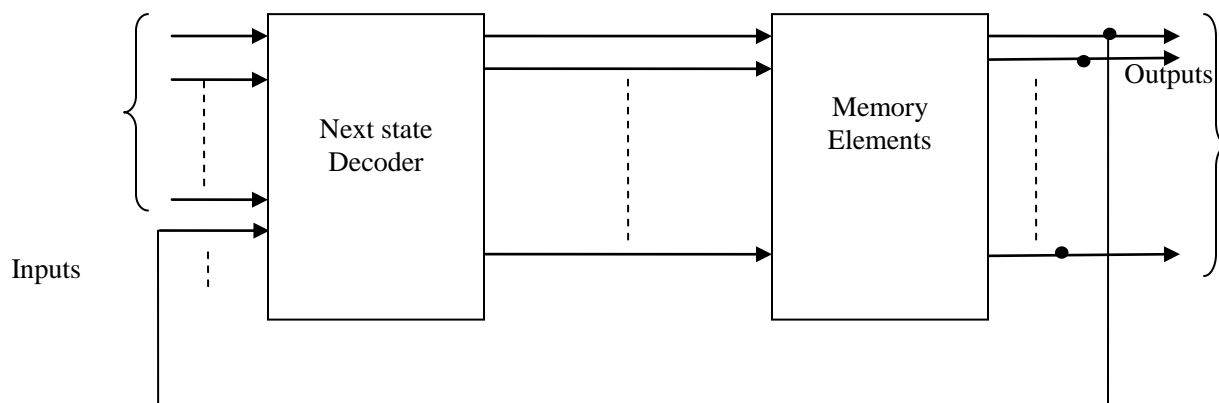 Inputs
Next state
Decoder
Memory
Elements
Outputs